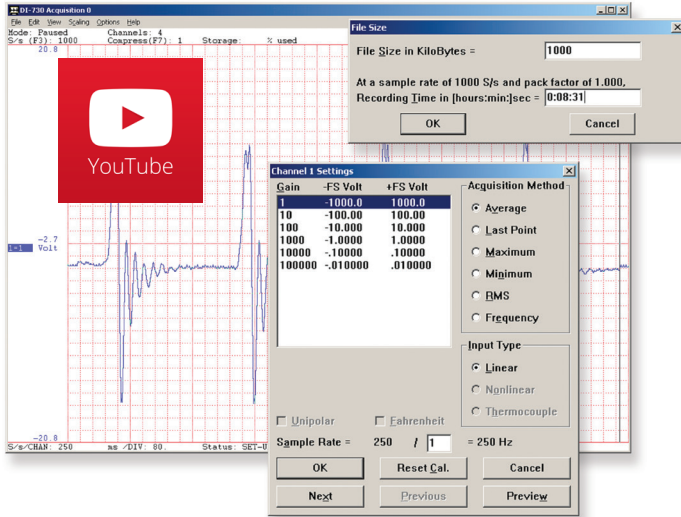 DI-730 Acquisition 0
File Edit View Scaling Options Help
Mode: Paused Channels: 4
S/s (F3): 1000 Compress(F7): 1 Storage: % used
20.8
YouTube
-2.7
1-1 Volt
-20.8
S/s/CHAN: 250 ms /DIV: 80. Status: SET-U
File Size
File Size in KiloBytes = 1000
At a sample rate of 1000 S/s and pack factor of 1.000,
Recording Time in [hours:min:]sec = 0:08:31
OK Cancel
Channel 1 Settings
Gain -FS Volt +FS Volt
1 -1000.0 1000.0
10 -100.00 100.00
100 -10.000 10.000
1000 -1.0000 1.0000
10000 -.10000 .10000
100000 -.010000 .010000
Acquisition Method
Average
Last Point
Maximum
Minimum
RMS
Frequency
Input Type
Linear
Nonlinear
Thermocouple
Unipolar Fahrenheit
Sample Rate = 250 / 1 = 250 Hz
OK Reset Cal. Cancel
Next Previous Preview